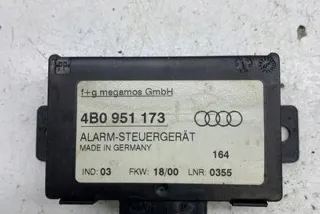 f+g megamos GmbH
4B0 951 173
ALARM-STEUERGERÄT
MADE IN GERMANY
164
IND: 03 FKW: 18/00 LNR: 0355